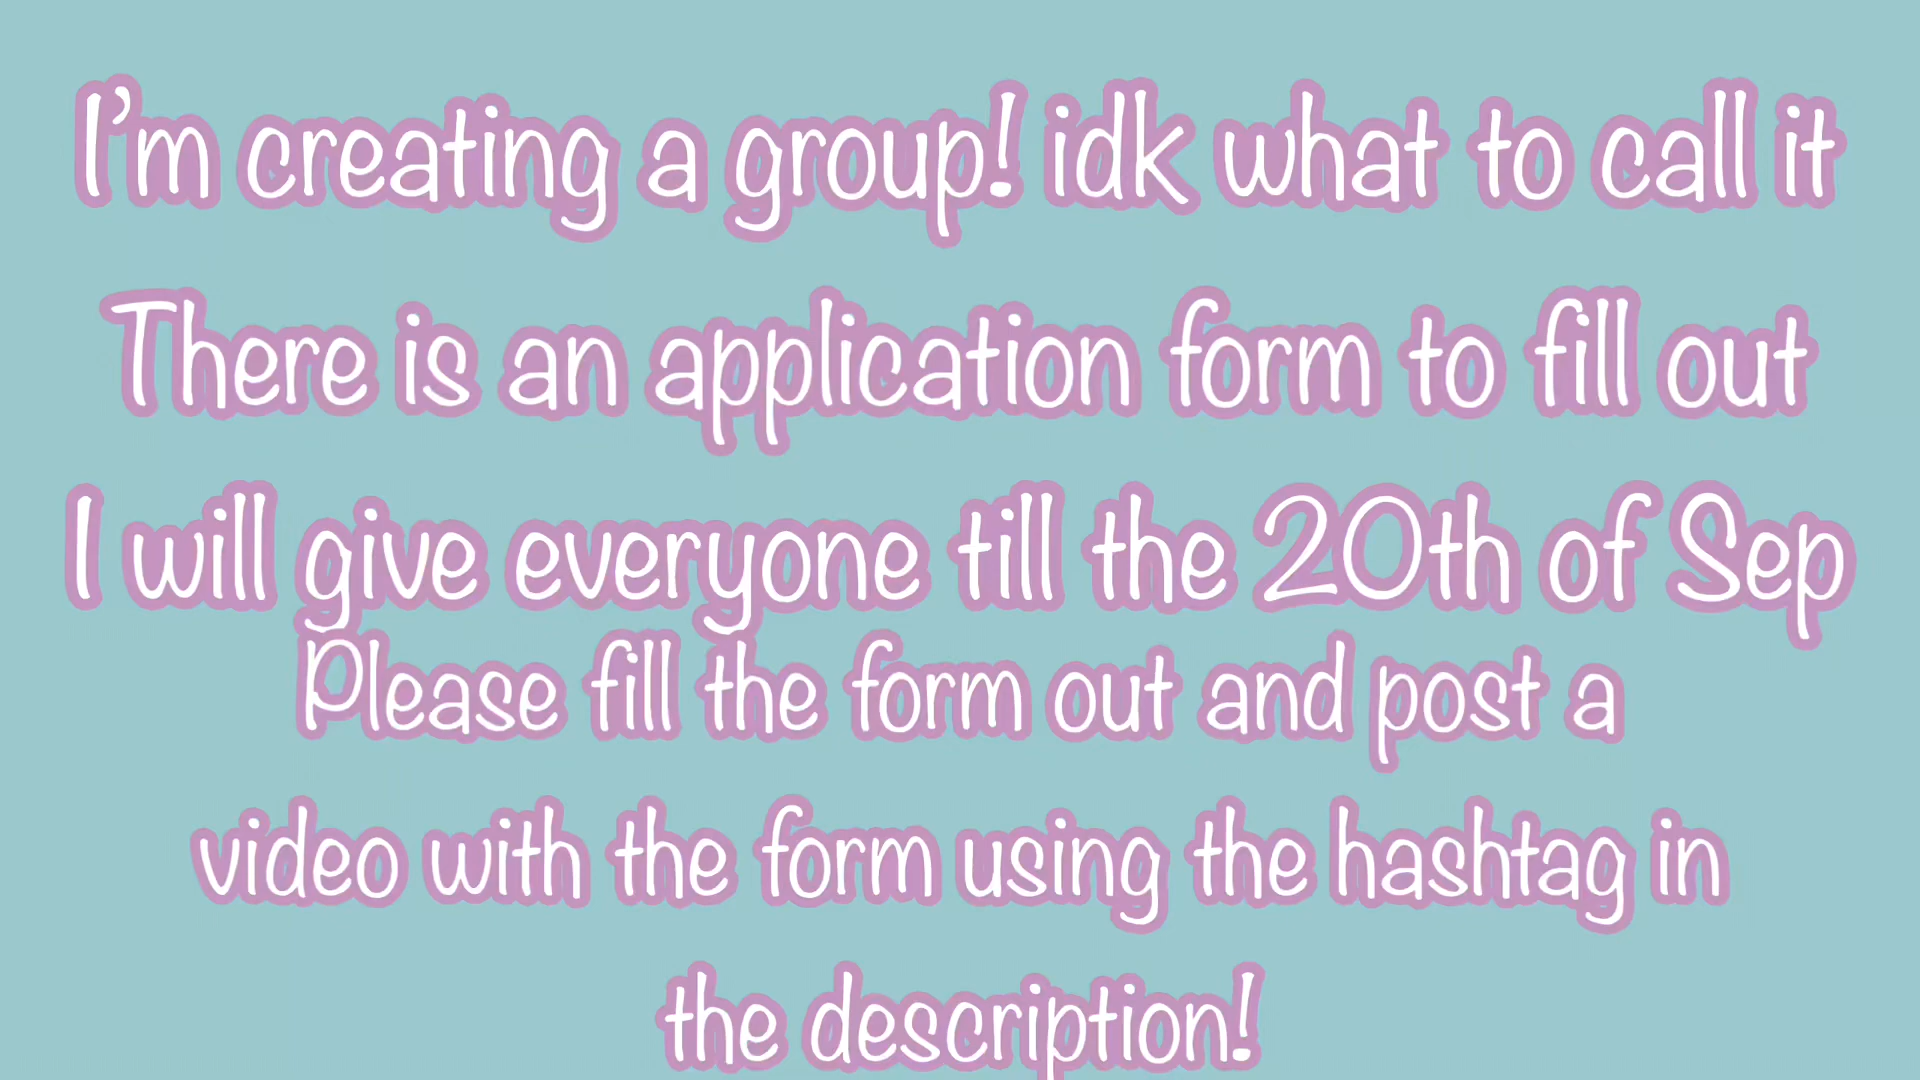 I'm creating a group! idk what to call it
There is an application form to fill out
I will give everyone till the 20th of Sep
Please fill the form out and post a
video with the form using the hashtag in
the description!